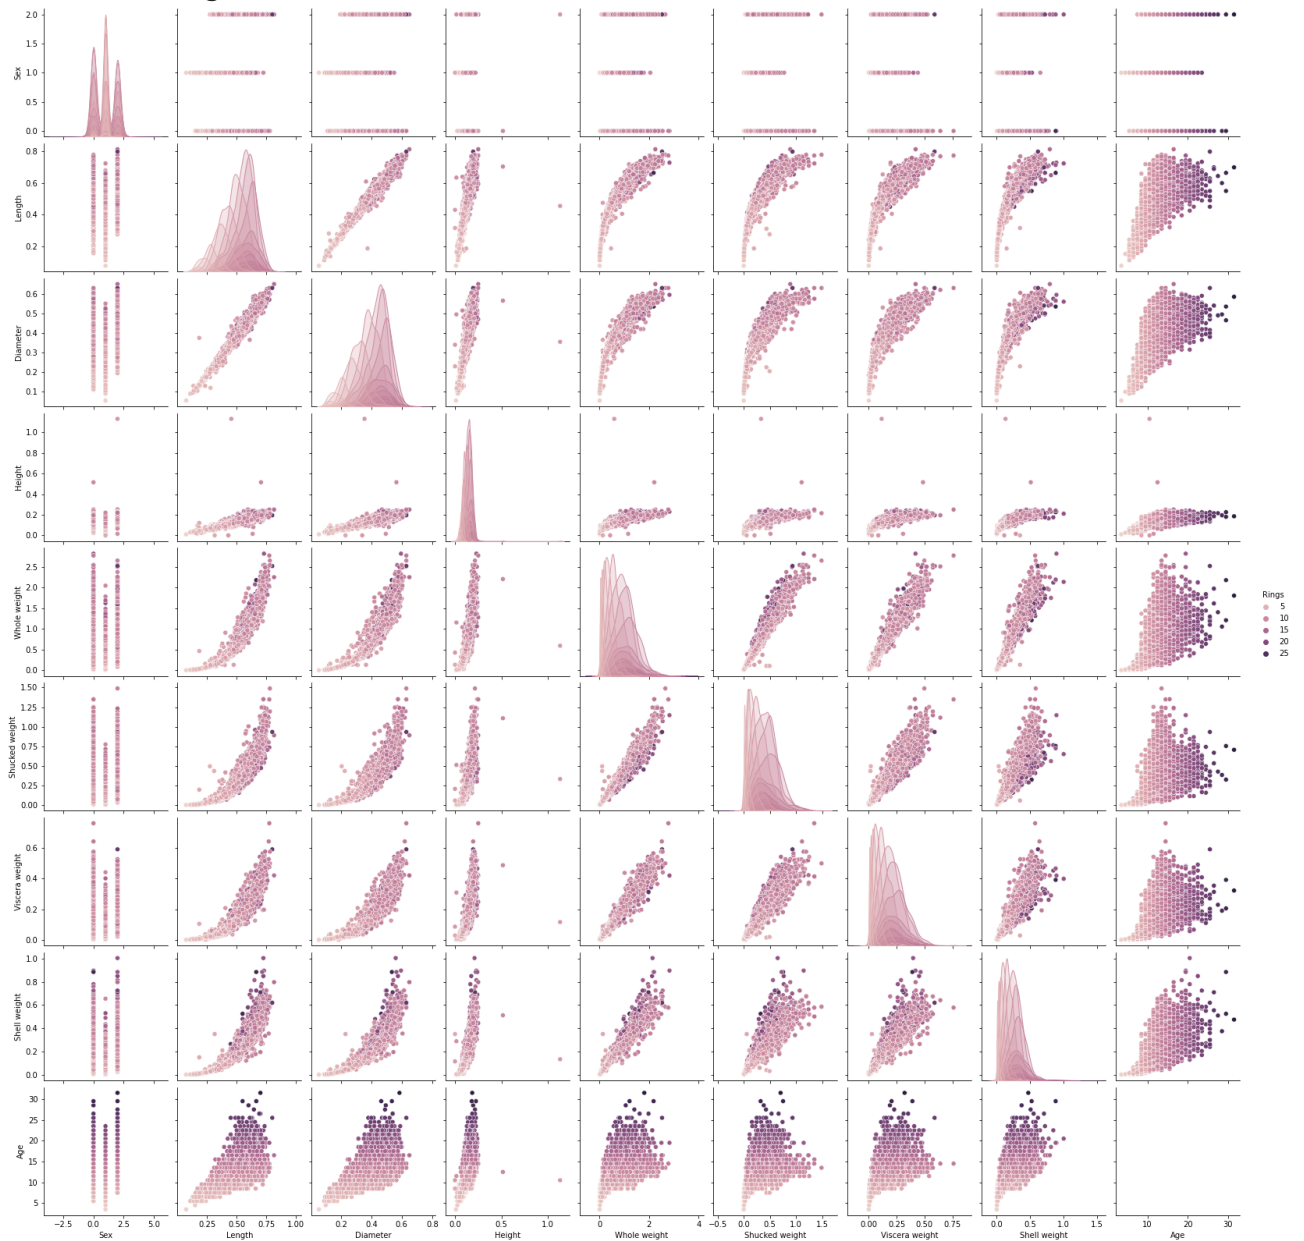 2.0
1.5
1.0
0.5
0.0
Sex
0.8
0.6
0.4
0.2
Length
0.6
0.5
0.4
0.3
0.2
0.1
Diameter
1.0
0.8
0.6
0.4
0.2
0.0
Height
2.5
2.0
1.5
1.0
0.5
0.0
Whole weight
Rings
5
10
15
20
25
1.50
1.25
1.00
0.75
0.50
0.25
0.00
Shucked weight
0.6
0.4
0.2
0.0
Viscera weight
1.0
0.8
0.6
0.4
0.2
0.0
Shell weight
30
25
20
15
10
5
Age
−2.5 0.0 2.5 5.0
0.25 0.50 0.75 1.00
0.2 0.4 0.6 0.8
0.0 0.5 1.0
0 2 4
−0.5 0.0 0.5 1.0 1.5
0.00 0.25 0.50 0.75
0.0 0.5 1.0 1.5
10 20 30
Sex Length Diameter Height Whole weight Shucked weight Viscera weight Shell weight Age